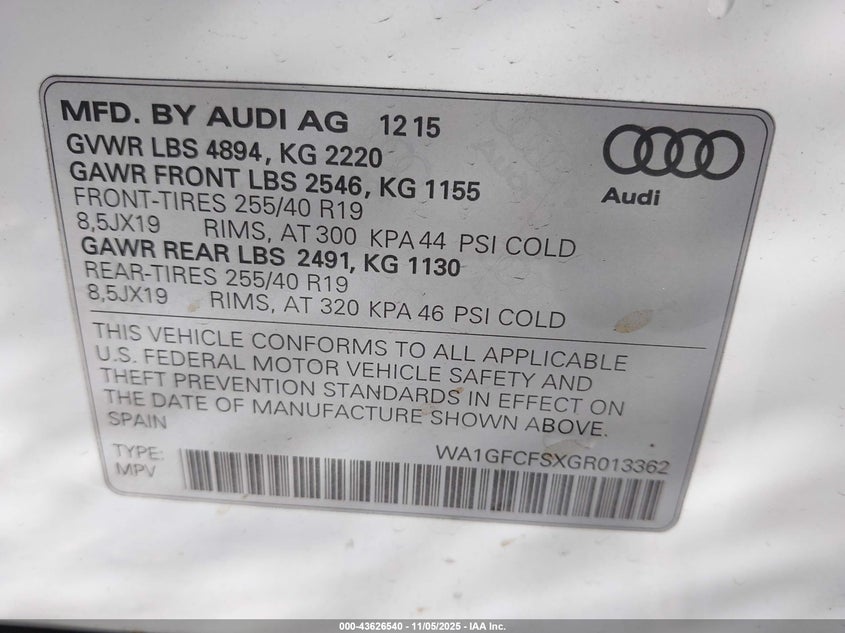 MFD. BY AUDI AG 12 15
GVWR LBS 4894, KG 2220
GAWR FRONT LBS 2546, KG 1155
FRONT-TIRES 255/40 R19
8,5JX19 RIMS, AT 300 KPA 44 PSI COLD
GAWR REAR LBS 2491, KG 1130
REAR-TIRES 255/40 R19
8,5JX19 RIMS, AT 320 KPA 46 PSI COLD
Audi
THIS VEHICLE CONFORMS TO ALL APPLICABLE
U.S. FEDERAL MOTOR VEHICLE SAFETY AND
THEFT PREVENTION STANDARDS IN EFFECT ON
THE DATE OF MANUFACTURE SHOWN ABOVE.
SPAIN
TYPE: WA1GFCFSXGR013362
MPV
000-43626540 - 11/05/2025 - IAA Inc.